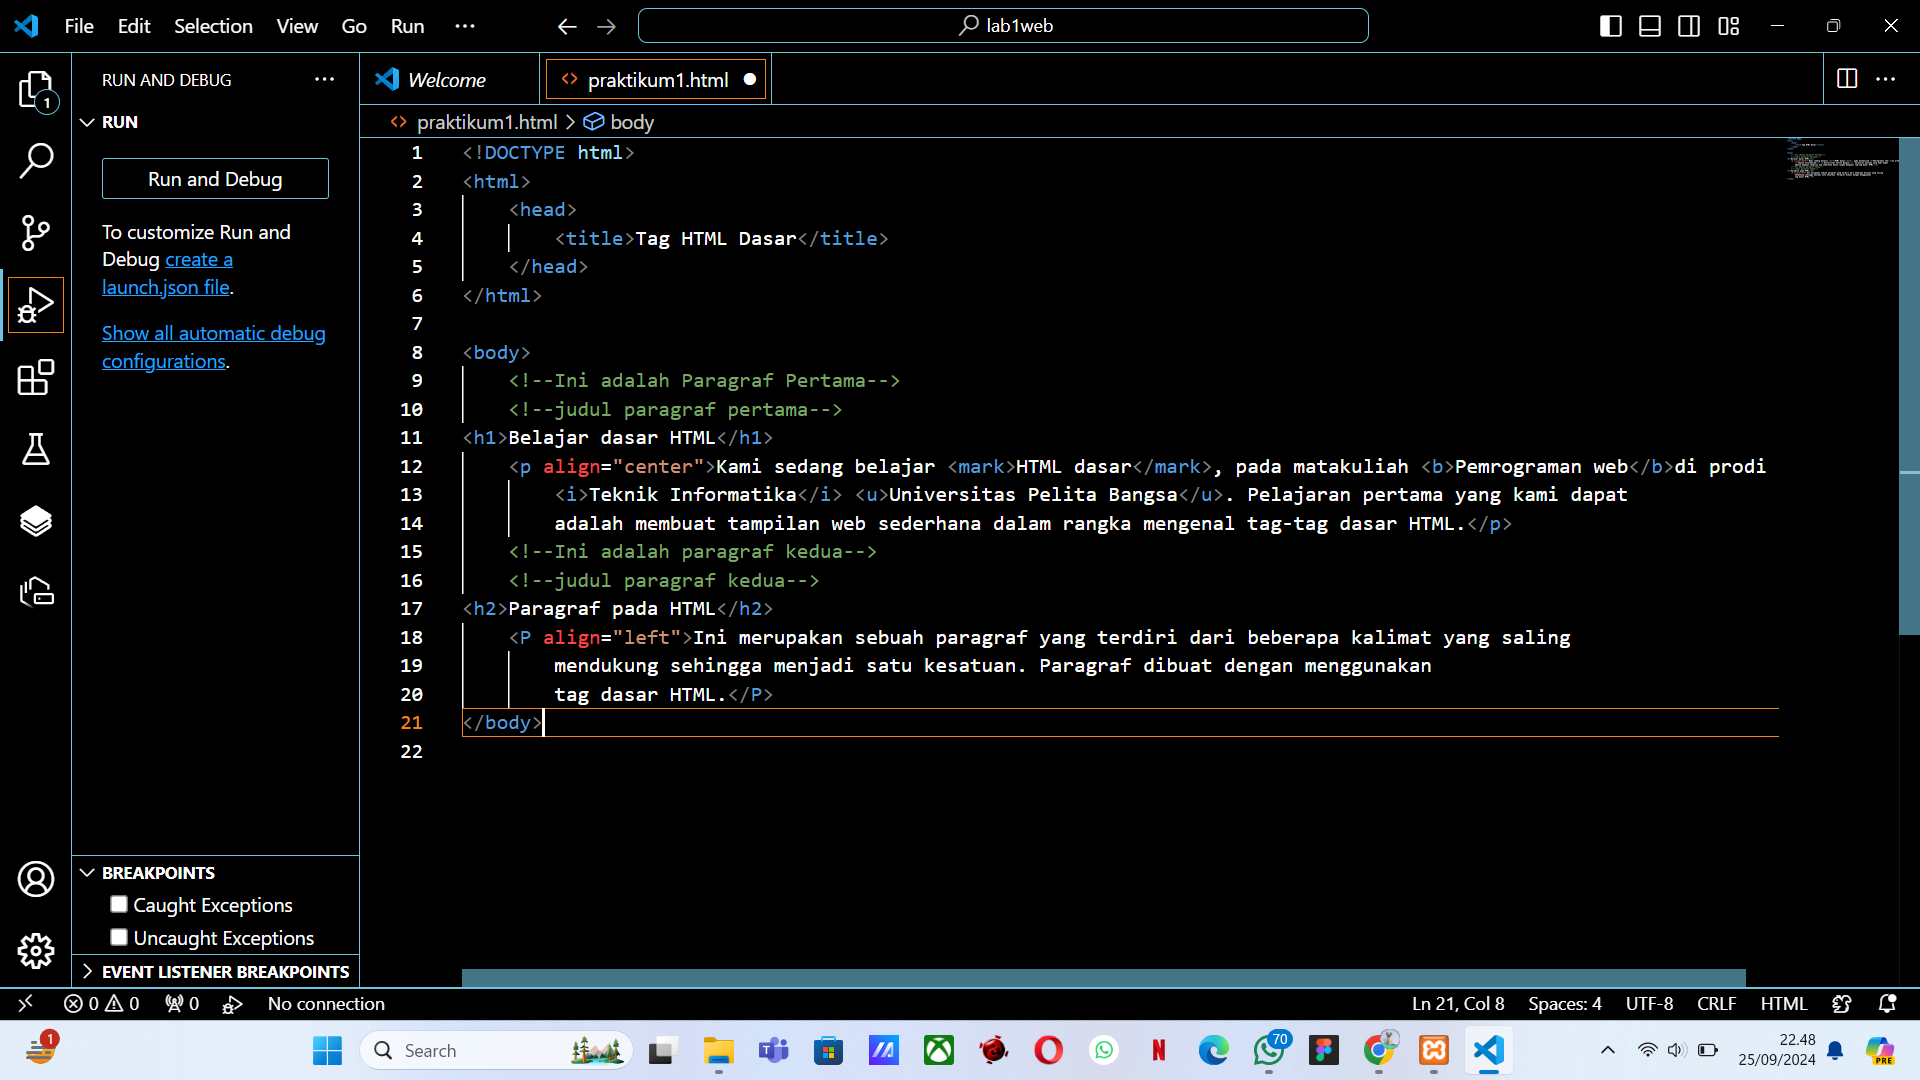 File Edit Selection View Go Run ···
lab1web
RUN AND DEBUG ···
RUN
Run and Debug
To customize Run and
Debug create a
launch.json file.
Show all automatic debug
configurations.
1
Welcome
praktikum1.html
praktikum1.html > body
1 <!DOCTYPE html>
2 <html>
3 <head>
4 <title>Tag HTML Dasar</title>
5 </head>
6 </html>
7
8 <body>
9 <!--Ini adalah Paragraf Pertama-->
10 <!--judul paragraf pertama-->
11 <h1>Belajar dasar HTML</h1>
12 <p align="center">Kami sedang belajar <mark>HTML dasar</mark>, pada matakuliah <b>Pemrograman web</b>di prodi
13 <i>Teknik Informatika</i> <u>Universitas Pelita Bangsa</u>. Pelajaran pertama yang kami dapat
14 adalah membuat tampilan web sederhana dalam rangka mengenal tag-tag dasar HTML.</p>
15 <!--Ini adalah paragraf kedua-->
16 <!--judul paragraf kedua-->
17 <h2>Paragraf pada HTML</h2>
18 <P align="left">Ini merupakan sebuah paragraf yang terdiri dari beberapa kalimat yang saling
19 mendukung sehingga menjadi satu kesatuan. Paragraf dibuat dengan menggunakan
20 tag dasar HTML.</P>
21 </body>
22
BREAKPOINTS
Caught Exceptions
Uncaught Exceptions
EVENT LISTENER BREAKPOINTS
0 0 0 No connection
Ln 21, Col 8 Spaces: 4 UTF-8 CRLF HTML
1
Search
70
22.48
25/09/2024
PRE